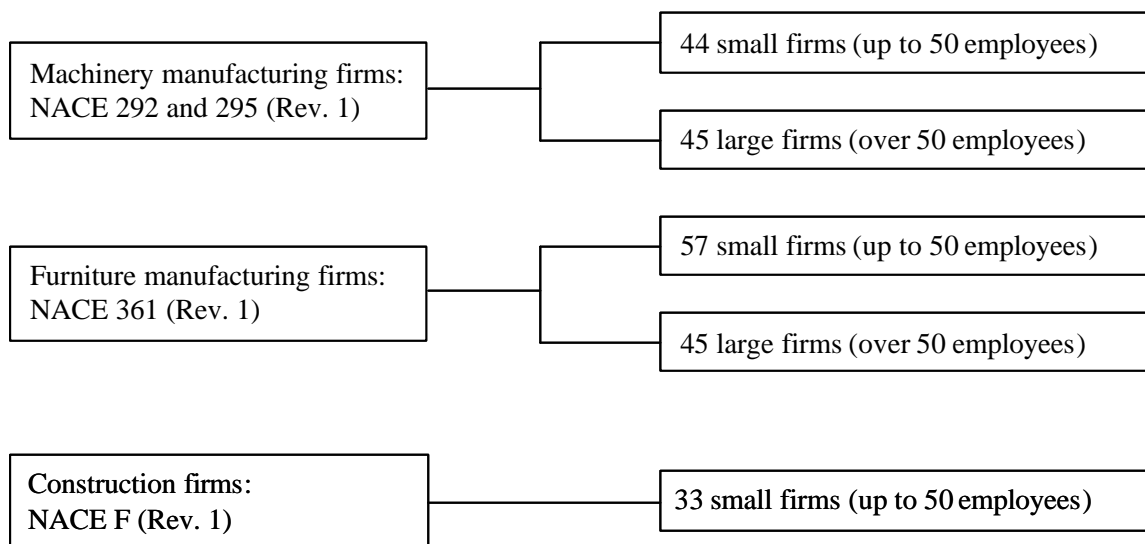 44 small firms (up to 50 employees)
Machinery manufacturing firms:
NACE 292 and 295 (Rev. 1)
45 large firms (over 50 employees)
57 small firms (up to 50 employees)
Furniture manufacturing firms:
NACE 361 (Rev. 1)
45 large firms (over 50 employees)
Construction firms:
NACE F (Rev. 1)
33 small firms (up to 50 employees)